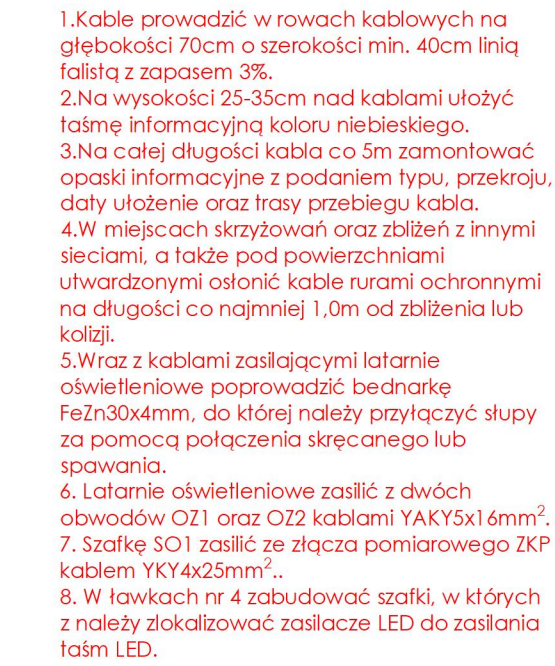 1.Kable prowadzić w rowach kablowych na
głębokości 70cm o szerokości min. 40cm linią
falistą z zapasem 3%.
2.Na wysokości 25-35cm nad kablami ułożyć
taśmę informacyjną koloru niebieskiego.
3.Na całej długości kabla co 5m zamontować
opaski informacyjne z podaniem typu, przekroju,
daty ułożenie oraz trasy przebiegu kabla.
4.W miejscach skrzyżowań oraz zbliżeń z innymi
sieciami, a także pod powierzchniami
utwardzonymi osłonić kable rurami ochronnymi
na długości co najmniej 1,0m od zbliżenia lub
kolizji.
5.Wraz z kablami zasilającymi latarnie
oświetleniowe poprowadzić bednarkę
FeZn30x4mm, do której należy przyłączyć słupy
za pomocą połączenia skręcanego lub
spawania.
6. Latarnie oświetleniowe zasilić z dwóch
obwodów OZ1 oraz OZ2 kablami YAKY5x16mm².
7. Szafkę SO1 zasilić ze złącza pomiarowego ZKP
kablem YKY4x25mm²..
8. W ławkach nr 4 zabudować szafki, w których
z należy zlokalizować zasilacze LED do zasilania
taśm LED.